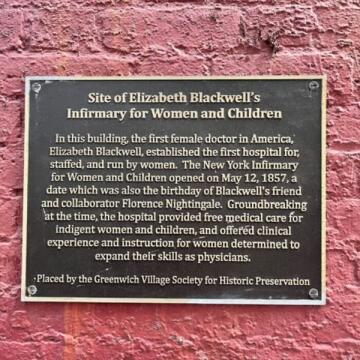 Site of Elizabeth Blackwell's
Infirmary for Women and Children
In this building, the first female doctor in America,
Elizabeth Blackwell, established the first hospital for,
staffed, and run by women. The New York Infirmary
for Women and Children opened on May 12, 1857, a
date which was also the birthday of Blackwell's friend
and collaborator Florence Nightingale. Groundbreaking
at the time, the hospital provided free medical care for
indigent women and children, and offered clinical
experience and instruction for women determined to
expand their skills as physicians.
Placed by the Greenwich Village Society for Historic Preservation